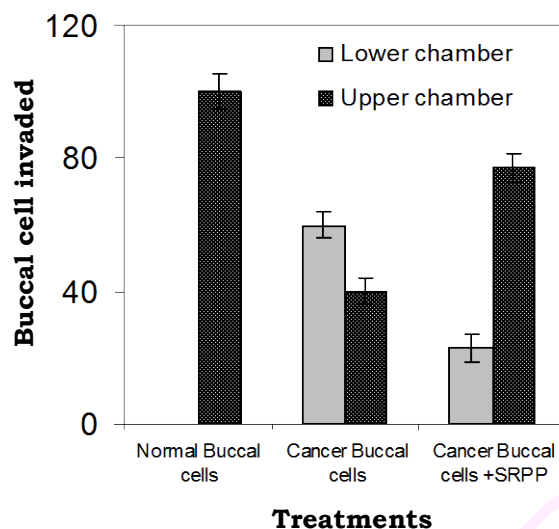 Buccal cell invaded
120
80
40
0
Lower chamber
Upper chamber
Normal Buccal
cells
Cancer Buccal
cells
Cancer Buccal
cells +SRPP
Treatments